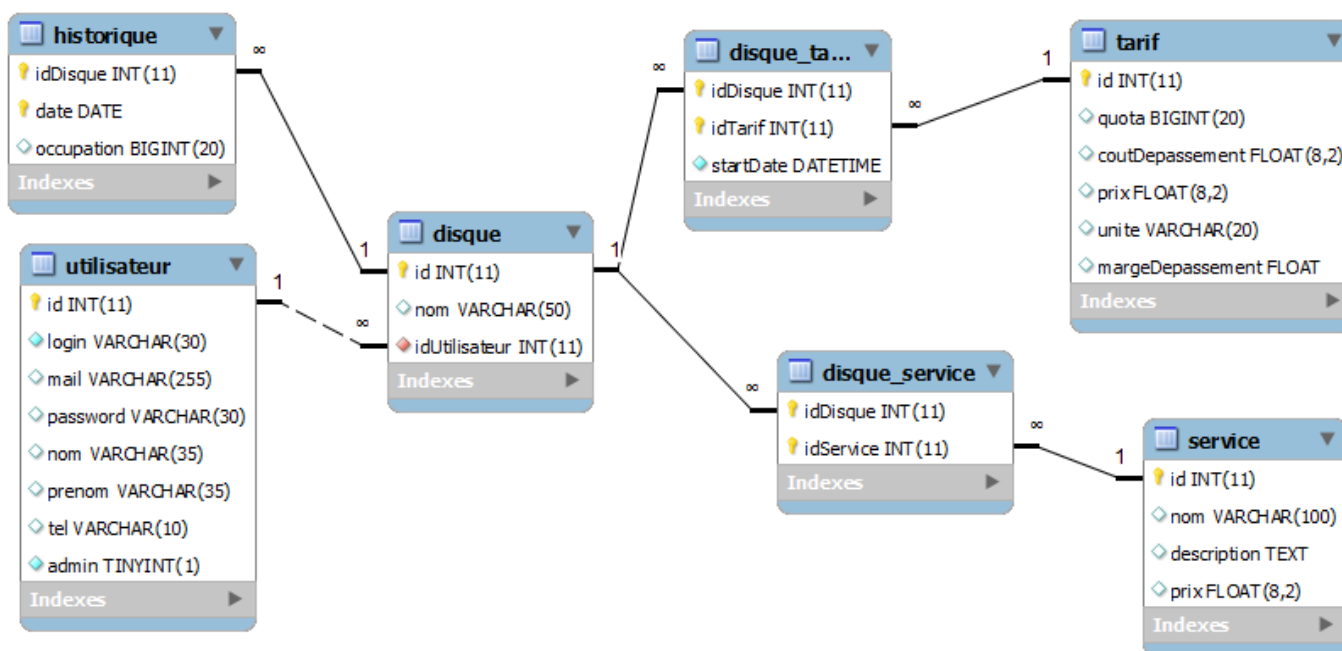 historique
idDisque INT(11)
date DATE
occupation BIGINT(20)
Indexes
∞
1
utilisateur
id INT(11)
login VARCHAR(30)
mail VARCHAR(255)
password VARCHAR(30)
nom VARCHAR(35)
prenom VARCHAR(35)
tel VARCHAR(10)
admin TINYINT(1)
Indexes
1
∞
disque
id INT(11)
nom VARCHAR(50)
idUtilisateur INT(11)
Indexes
1
∞
disque_ta...
idDisque INT(11)
idTarif INT(11)
startDate DATETIME
Indexes
∞
1
tarif
id INT(11)
quota BIGINT(20)
coutDepassement FLOAT(8,2)
prix FLOAT(8,2)
unite VARCHAR(20)
margeDepassement FLOAT
Indexes
∞
disque_service
idDisque INT(11)
idService INT(11)
Indexes
∞
1
service
id INT(11)
nom VARCHAR(100)
description TEXT
prix FLOAT(8,2)
Indexes